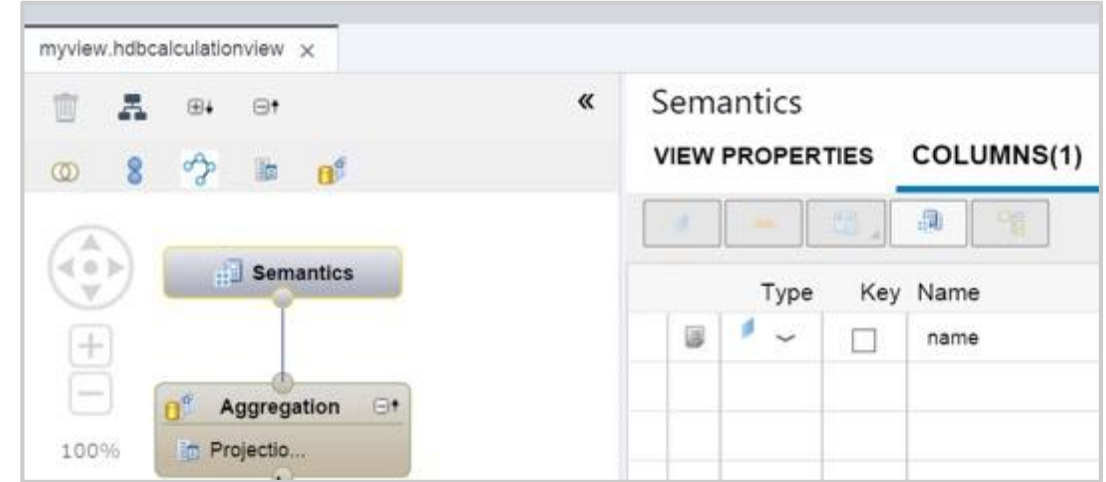 myview.hdbcalculationview ×
«
Semantics
VIEW PROPERTIES COLUMNS(1)
Semantics
Aggregation
Projectio...
100%
Type Key Name
name